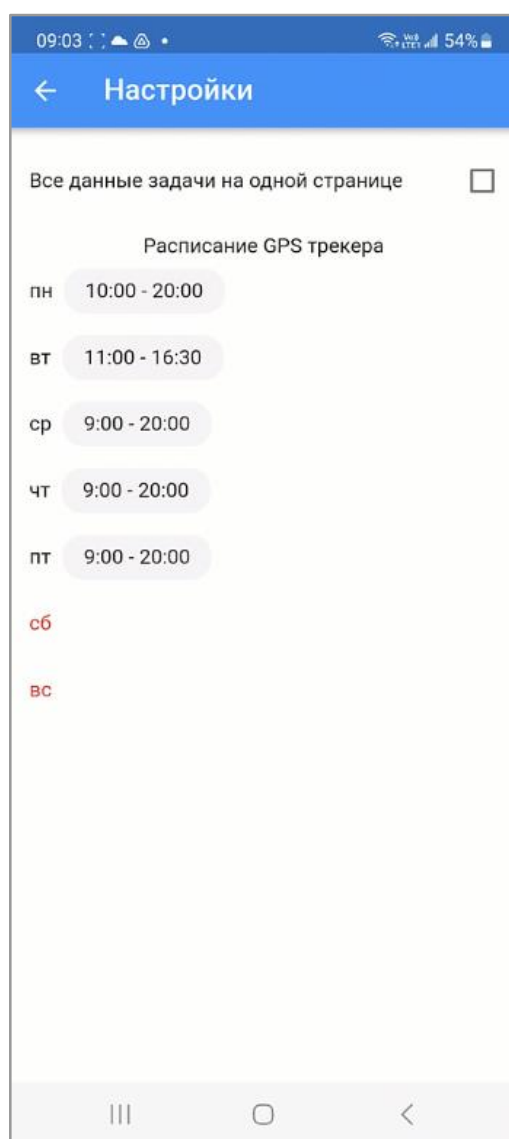 09:03 54%
Настройки
Все данные задачи на одной странице
Расписание GPS трекера
пн 10:00 - 20:00
вт 11:00 - 16:30
ср 9:00 - 20:00
чт 9:00 - 20:00
пт 9:00 - 20:00
сб
вс